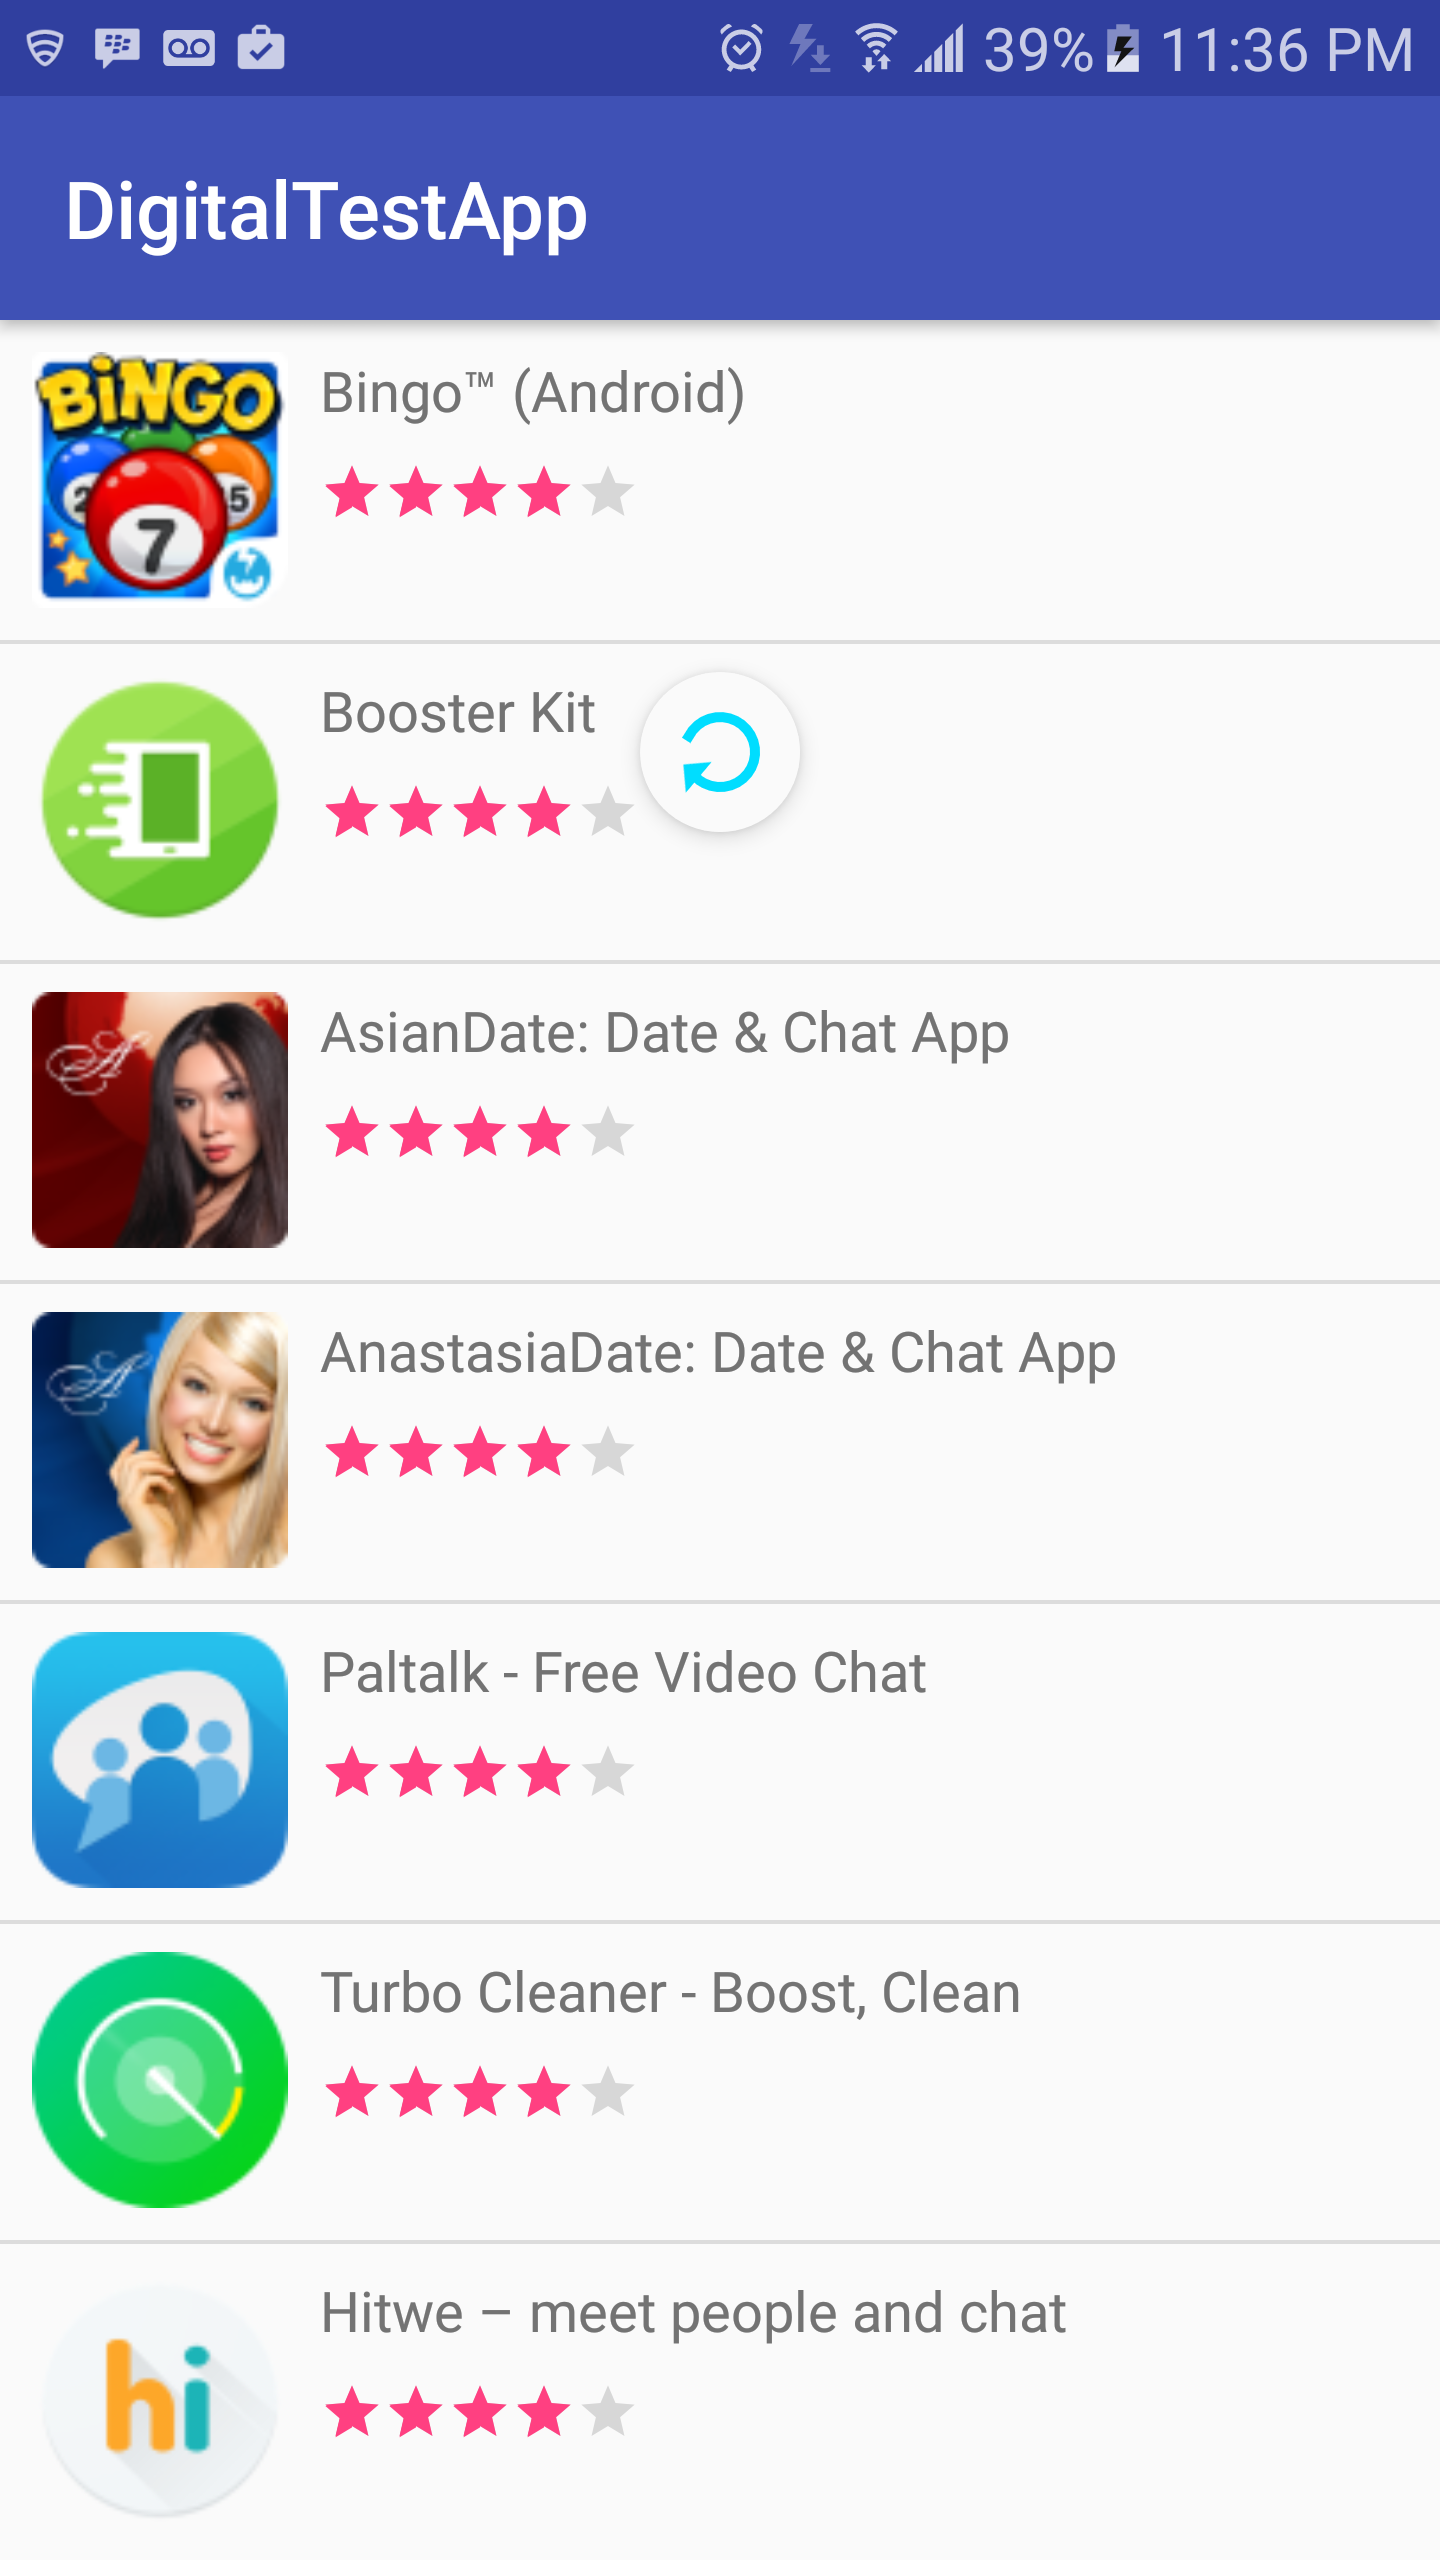 39% 11:36 PM
DigitalTestApp
BiNGO
2 7 5
Bingo™ (Android)
Booster Kit
A
AsianDate: Date & Chat App
A
AnastasiaDate: Date & Chat App
Paltalk - Free Video Chat
Turbo Cleaner - Boost, Clean
hi
Hitwe – meet people and chat